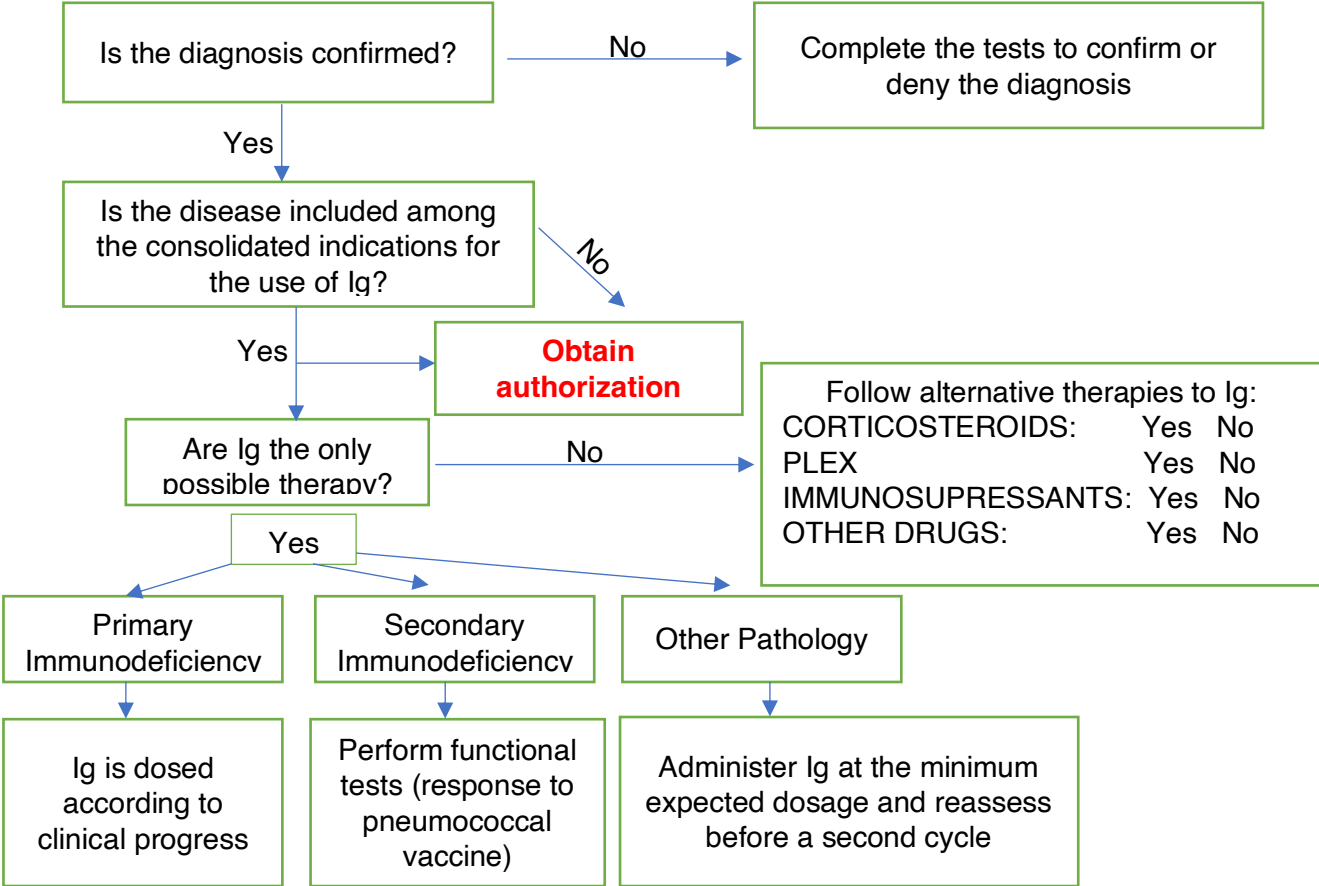 Is the diagnosis confirmed?
No
Complete the tests to confirm or
deny the diagnosis
Yes
Is the disease included among
the consolidated indications for
the use of Ig?
No
Yes
Obtain
authorization
Are Ig the only
possible therapy?
No
Follow alternative therapies to Ig:
CORTICOSTEROIDS: Yes No
PLEX Yes No
IMMUNOSUPRESSANTS: Yes No
OTHER DRUGS: Yes No
Yes
Primary
Immunodeficiency
Secondary
Immunodeficiency
Other Pathology
Ig is dosed
according to
clinical progress
Perform functional
tests (response to
pneumococcal
vaccine)
Administer Ig at the minimum
expected dosage and reassess
before a second cycle